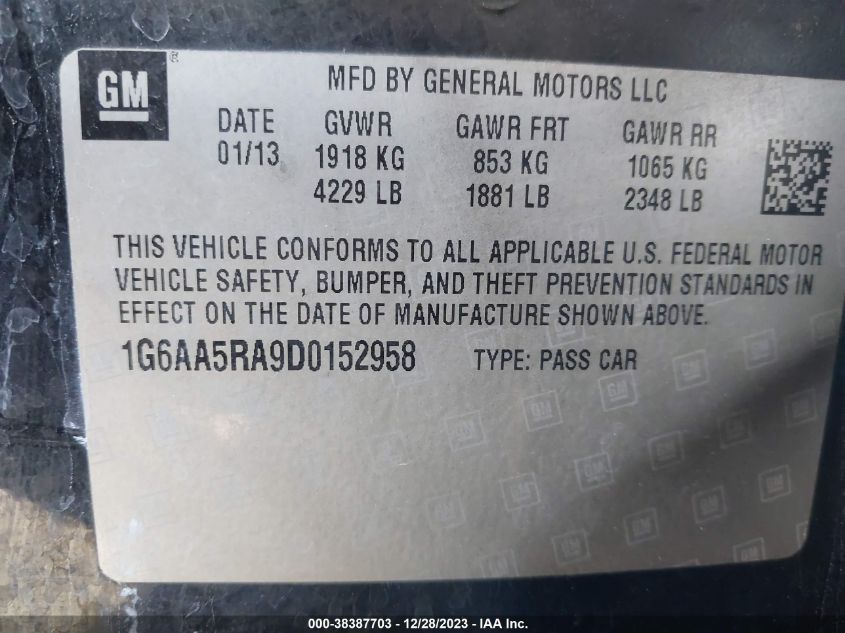 GM®
MFD BY GENERAL MOTORS LLC
DATE GVWR GAWR FRT GAWR RR
01/13 1918 KG 853 KG 1065 KG
4229 LB 1881 LB 2348 LB
THIS VEHICLE CONFORMS TO ALL APPLICABLE U.S. FEDERAL MOTOR
VEHICLE SAFETY, BUMPER, AND THEFT PREVENTION STANDARDS IN
EFFECT ON THE DATE OF MANUFACTURE SHOWN ABOVE.
1G6AA5RA9D0152958 TYPE: PASS CAR
000-38387703 - 12/28/2023 - IAA Inc.